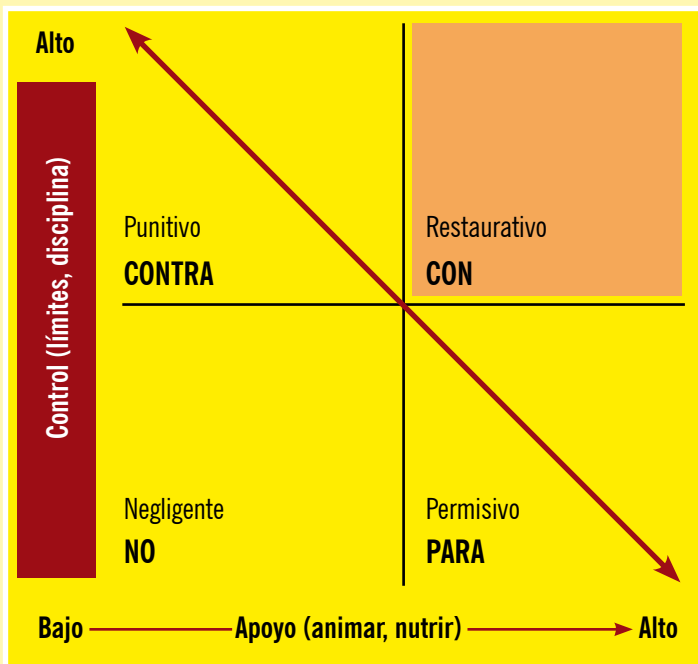 Alto
Control (límites, disciplina)
Punitivo
CONTRA
Restaurativo
CON
Negligente
NO
Permisivo
PARA
Bajo
Apoyo (animar, nutrir)
Alto